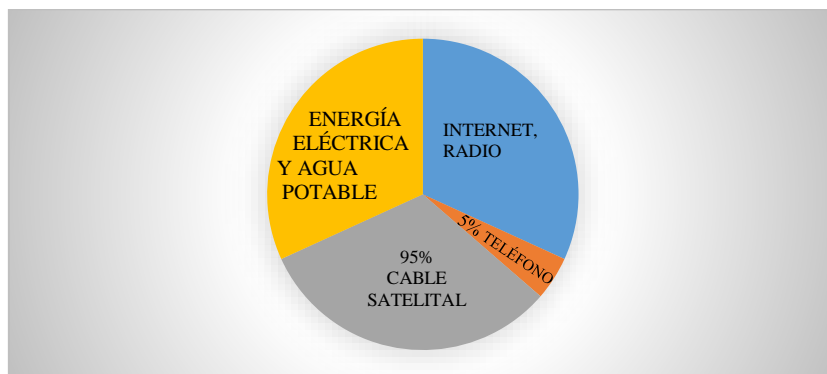 ENERGÍA
ELÉCTRICA
Y AGUA
POTABLE
INTERNET,
RADIO
5% TELÉFONO
95%
CABLE
SATELITAL